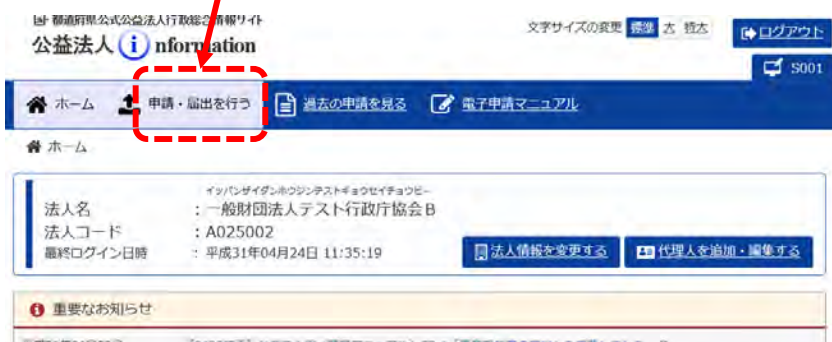 国・都道府県公式公益法人行政総合情報サイト
公益法人 information
文字サイズの変更 標準 大 拡大
ログアウト
S001
ホーム 申請・届出を行う 過去の申請を見る 電子申請マニュアル
ホーム
イッパンザイダンホウジンテストギョウセイチョウビー
法人名 : 一般財団法人テスト行政庁協会B
法人コード : A025002
最終ログイン日時 : 平成31年04月24日 11:35:19
法人情報を変更する 代理人を追加・編集する
重要なお知らせ